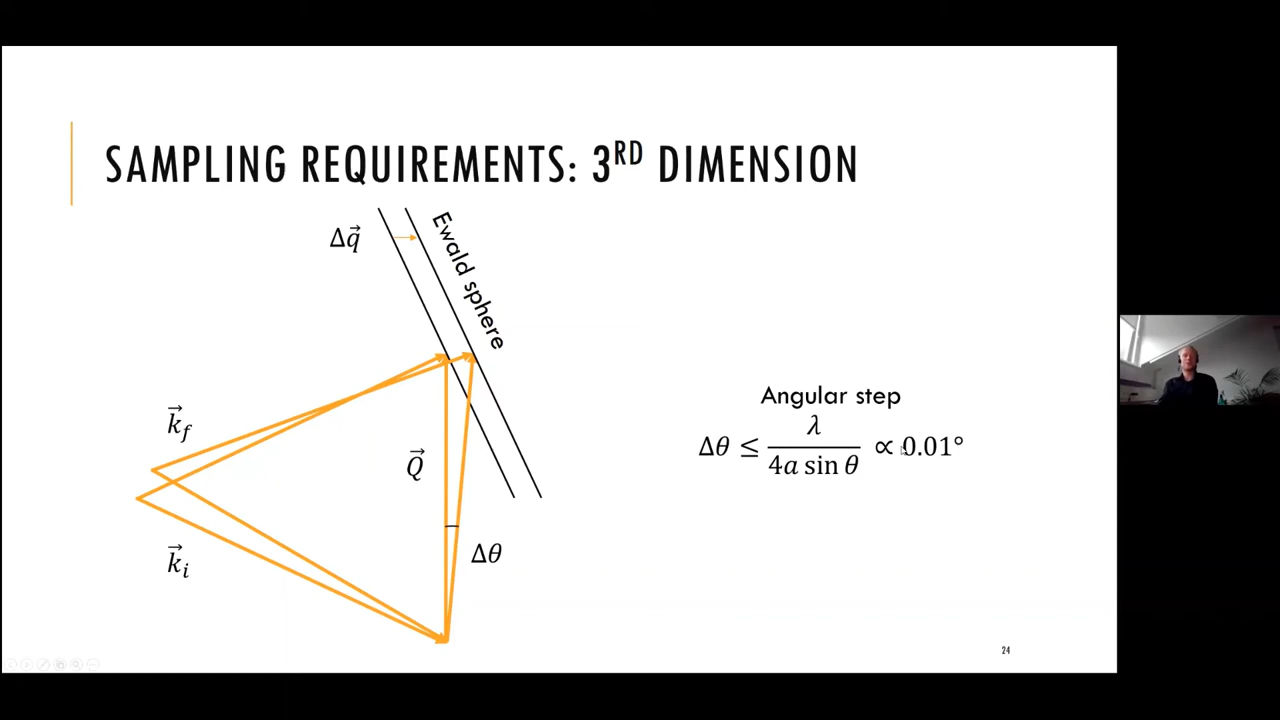 SAMPLING REQUIREMENTS: 3RD DIMENSION
Δq⃗
Ewald sphere
k⃗f
Q⃗
k⃗i
Δθ
Angular step
Δθ ≤ λ / (4a sin θ) ∝ 0.01°
24